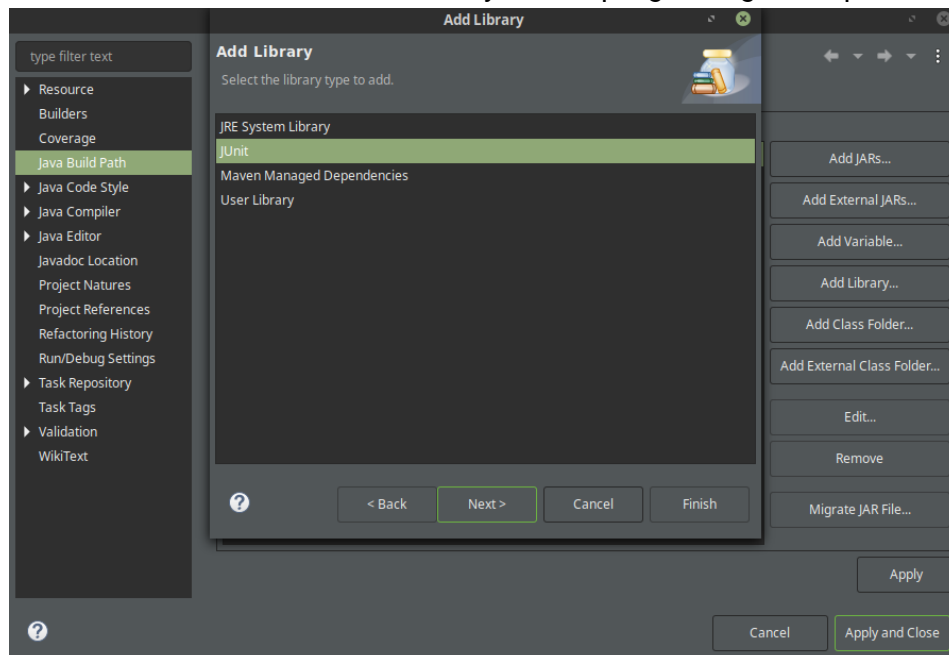 Add Library
type filter text
Resource
Builders
Coverage
Java Build Path
Java Code Style
Java Compiler
Java Editor
Javadoc Location
Project Natures
Project References
Refactoring History
Run/Debug Settings
Task Repository
Task Tags
Validation
WikiText
Add Library
Select the library type to add.
JRE System Library
JUnit
Maven Managed Dependencies
User Library
< Back
Next >
Cancel
Finish
Add JARs...
Add External JARs...
Add Variable...
Add Library...
Add Class Folder...
Add External Class Folder...
Edit...
Remove
Migrate JAR File...
Apply
Cancel
Apply and Close